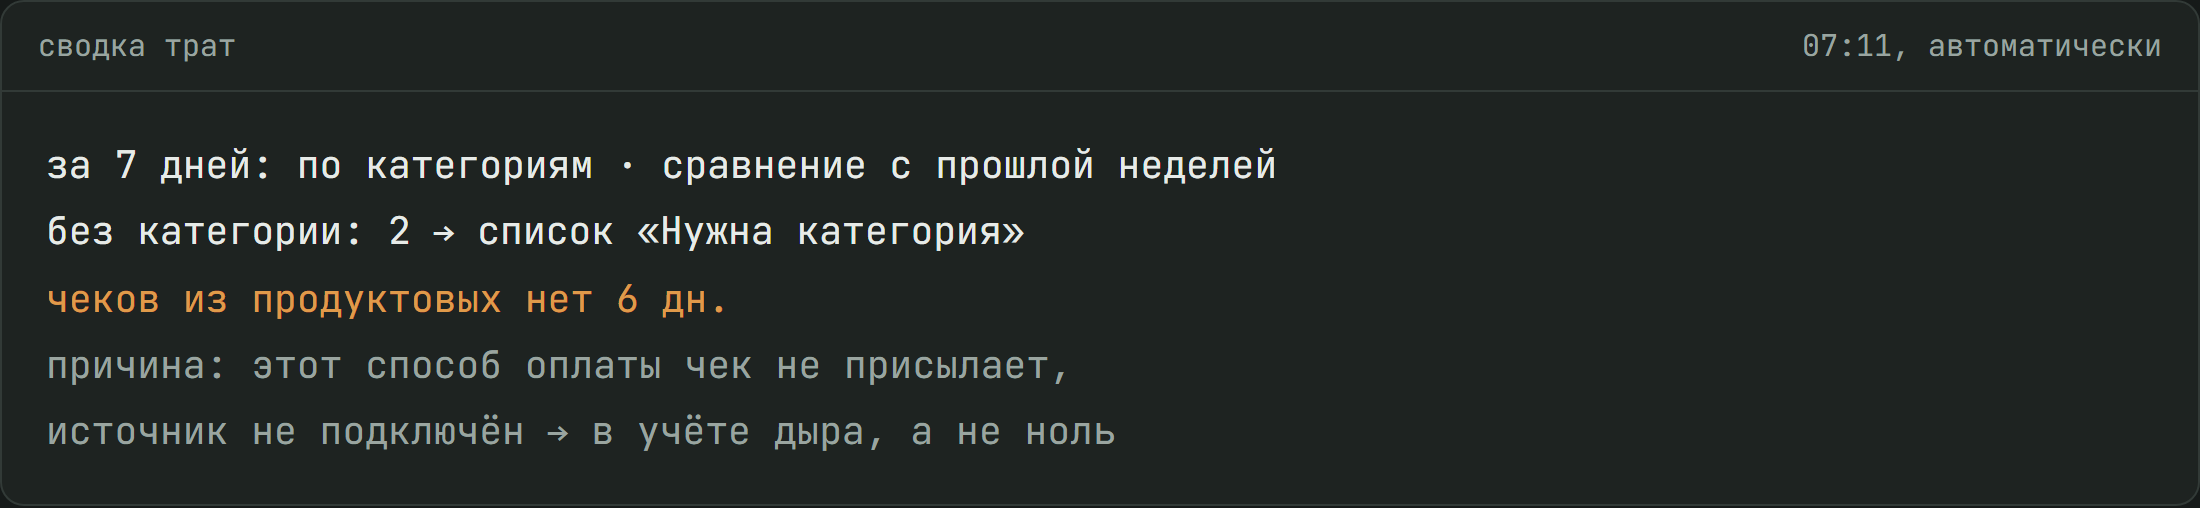 сводка трат
07:11, автоматически
за 7 дней: по категориям · сравнение с прошлой неделей
без категории: 2 → список «Нужна категория»
чеков из продуктовых нет 6 дн.
причина: этот способ оплаты чек не присылает,
источник не подключён → в учёте дыра, а не ноль